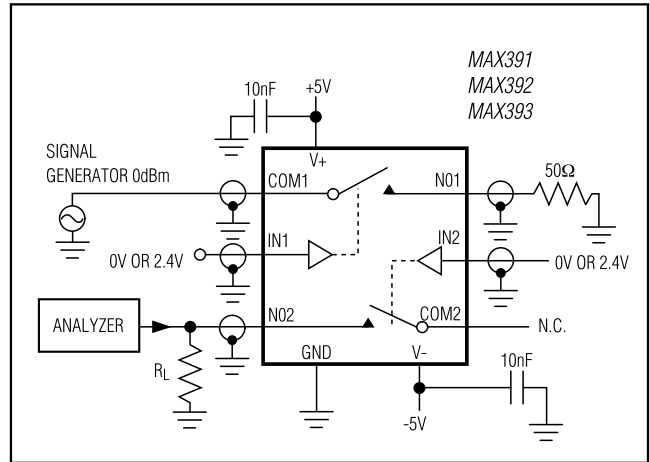 MAX391
MAX392
MAX393
10nF
+5V
V+
SIGNAL
GENERATOR 0dBm
COM1
N01
50Ω
IN1
IN2
0V OR 2.4V
0V OR 2.4V
ANALYZER
N02
COM2
N.C.
RL
GND
V-
10nF
-5V